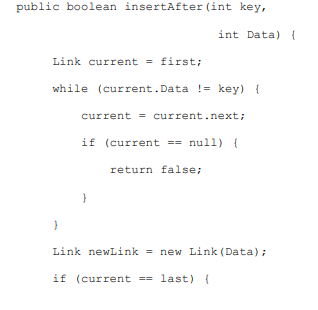 public boolean insertAfter(int key,
int Data) {
Link current = first;
while (current.Data != key) {
current = current.next;
if (current == null) {
return false;
}
}
Link newLink = new Link(Data);
if (current == last) {